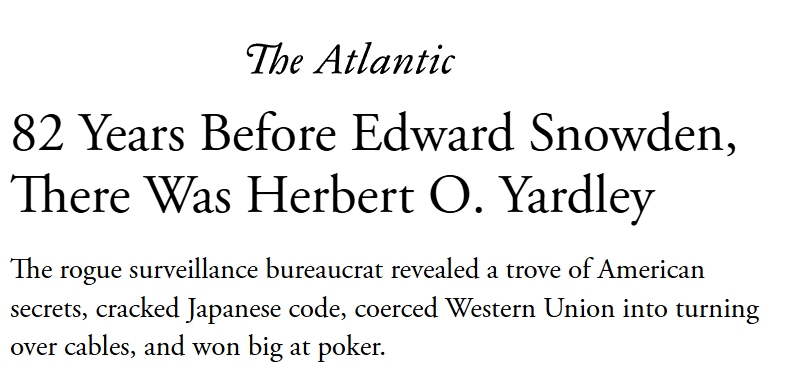 The Atlantic
82 Years Before Edward Snowden,
There Was Herbert O. Yardley
The rogue surveillance bureaucrat revealed a trove of American
secrets, cracked Japanese code, coerced Western Union into turning
over cables, and won big at poker.